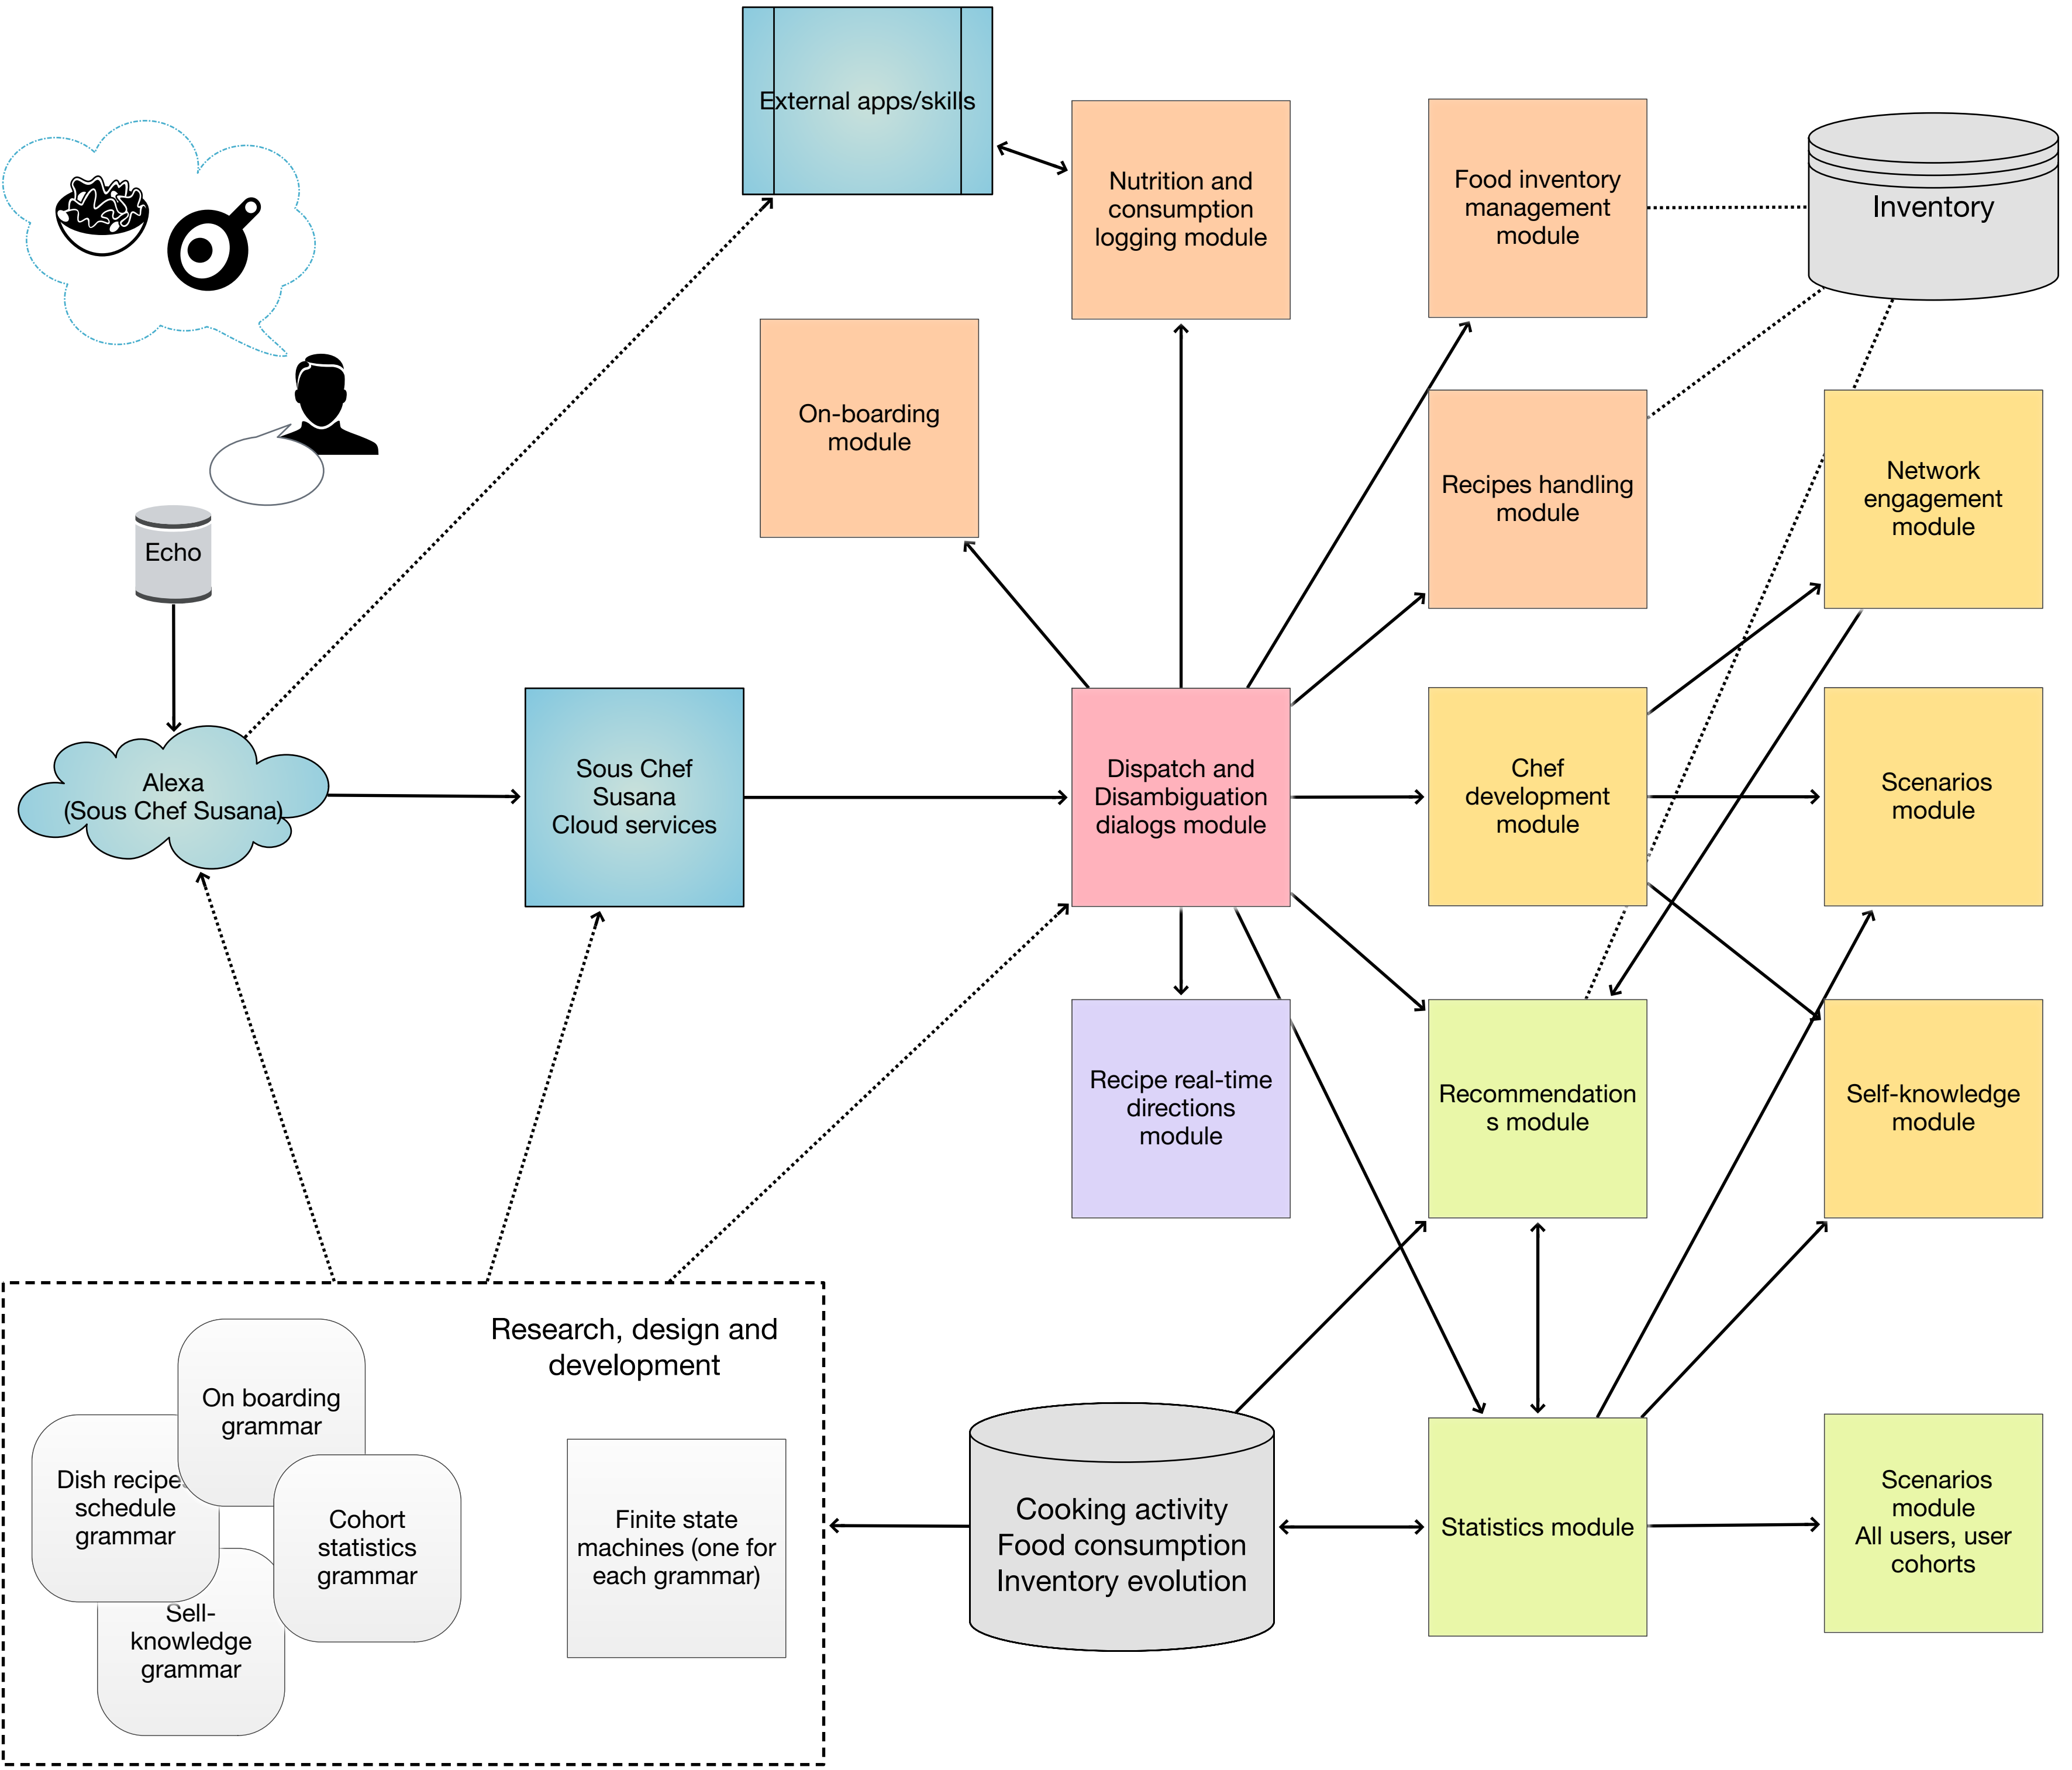 External apps/skills
Nutrition and
consumption
logging module
Food inventory
management
module
Inventory
On-boarding
module
Recipes handling
module
Network
engagement
module
Echo
Alexa
(Sous Chef Susana)
Sous Chef
Susana
Cloud services
Dispatch and
Disambiguation
dialogs module
Chef
development
module
Scenarios
module
Recipe real-time
directions
module
Recommendation
s module
Self-knowledge
module
Research, design and
development
On boarding
grammar
Dish recipe
schedule
grammar
Cohort
statistics
grammar
Sell-
knowledge
grammar
Finite state
machines (one for
each grammar)
Cooking activity
Food consumption
Inventory evolution
Statistics module
Scenarios
module
All users, user
cohorts